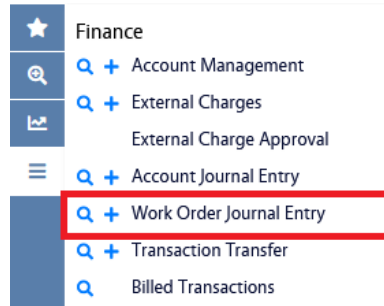 Finance
Account Management
External Charges
External Charge Approval
Account Journal Entry
Work Order Journal Entry
Transaction Transfer
Billed Transactions